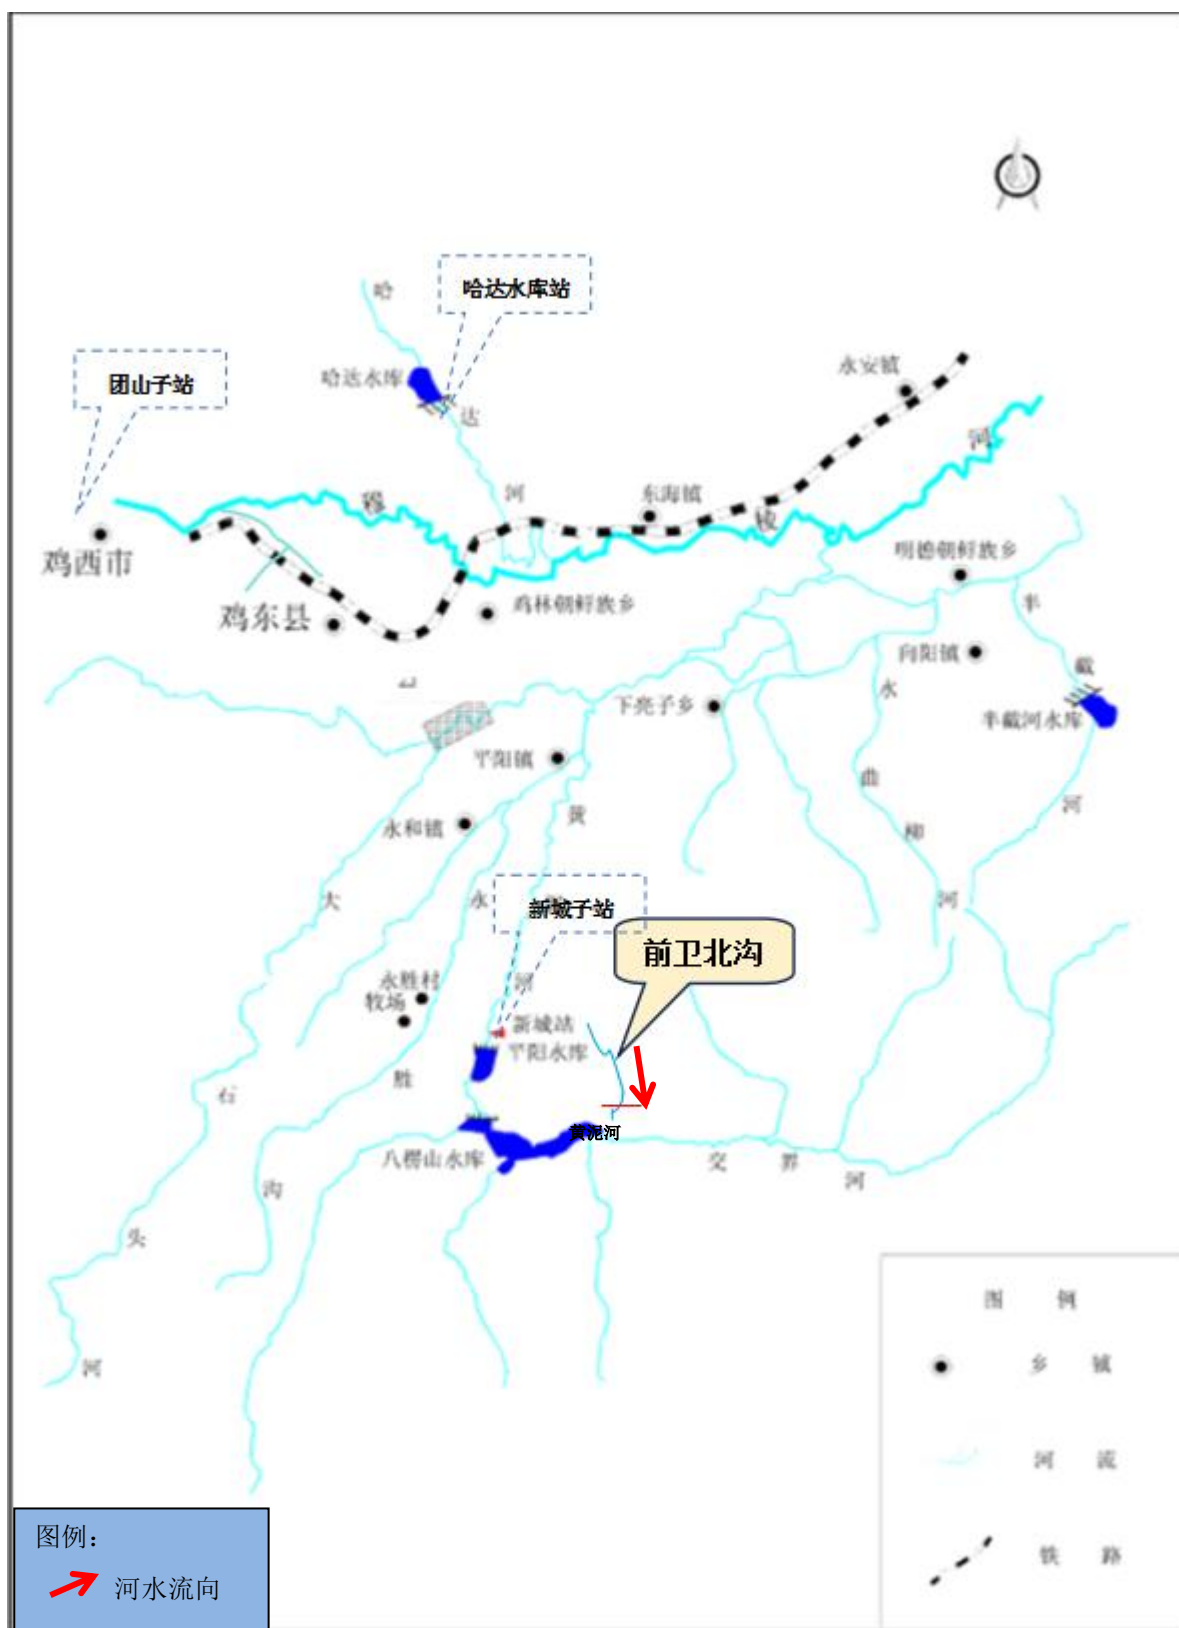 哈
哈达水库站
团山子站
哈达水库
达
永安镇
河
穆
河
东海镇
棱
鸡西市
明德朝鲜族乡
鸡东县
鸡林朝鲜族乡
半
向阳镇
截
水
下亮子乡
半截河水库
平阳镇
曲
河
黄
永和镇
柳
大
永
新城子站
河
前卫北沟
永胜村
河
牧场
新城站
平阳水库
胜
石
黄泥河
八楞山水库
交
界
河
沟
头
河
图 例
乡 镇
河 流
铁 路
图例：
河水流向